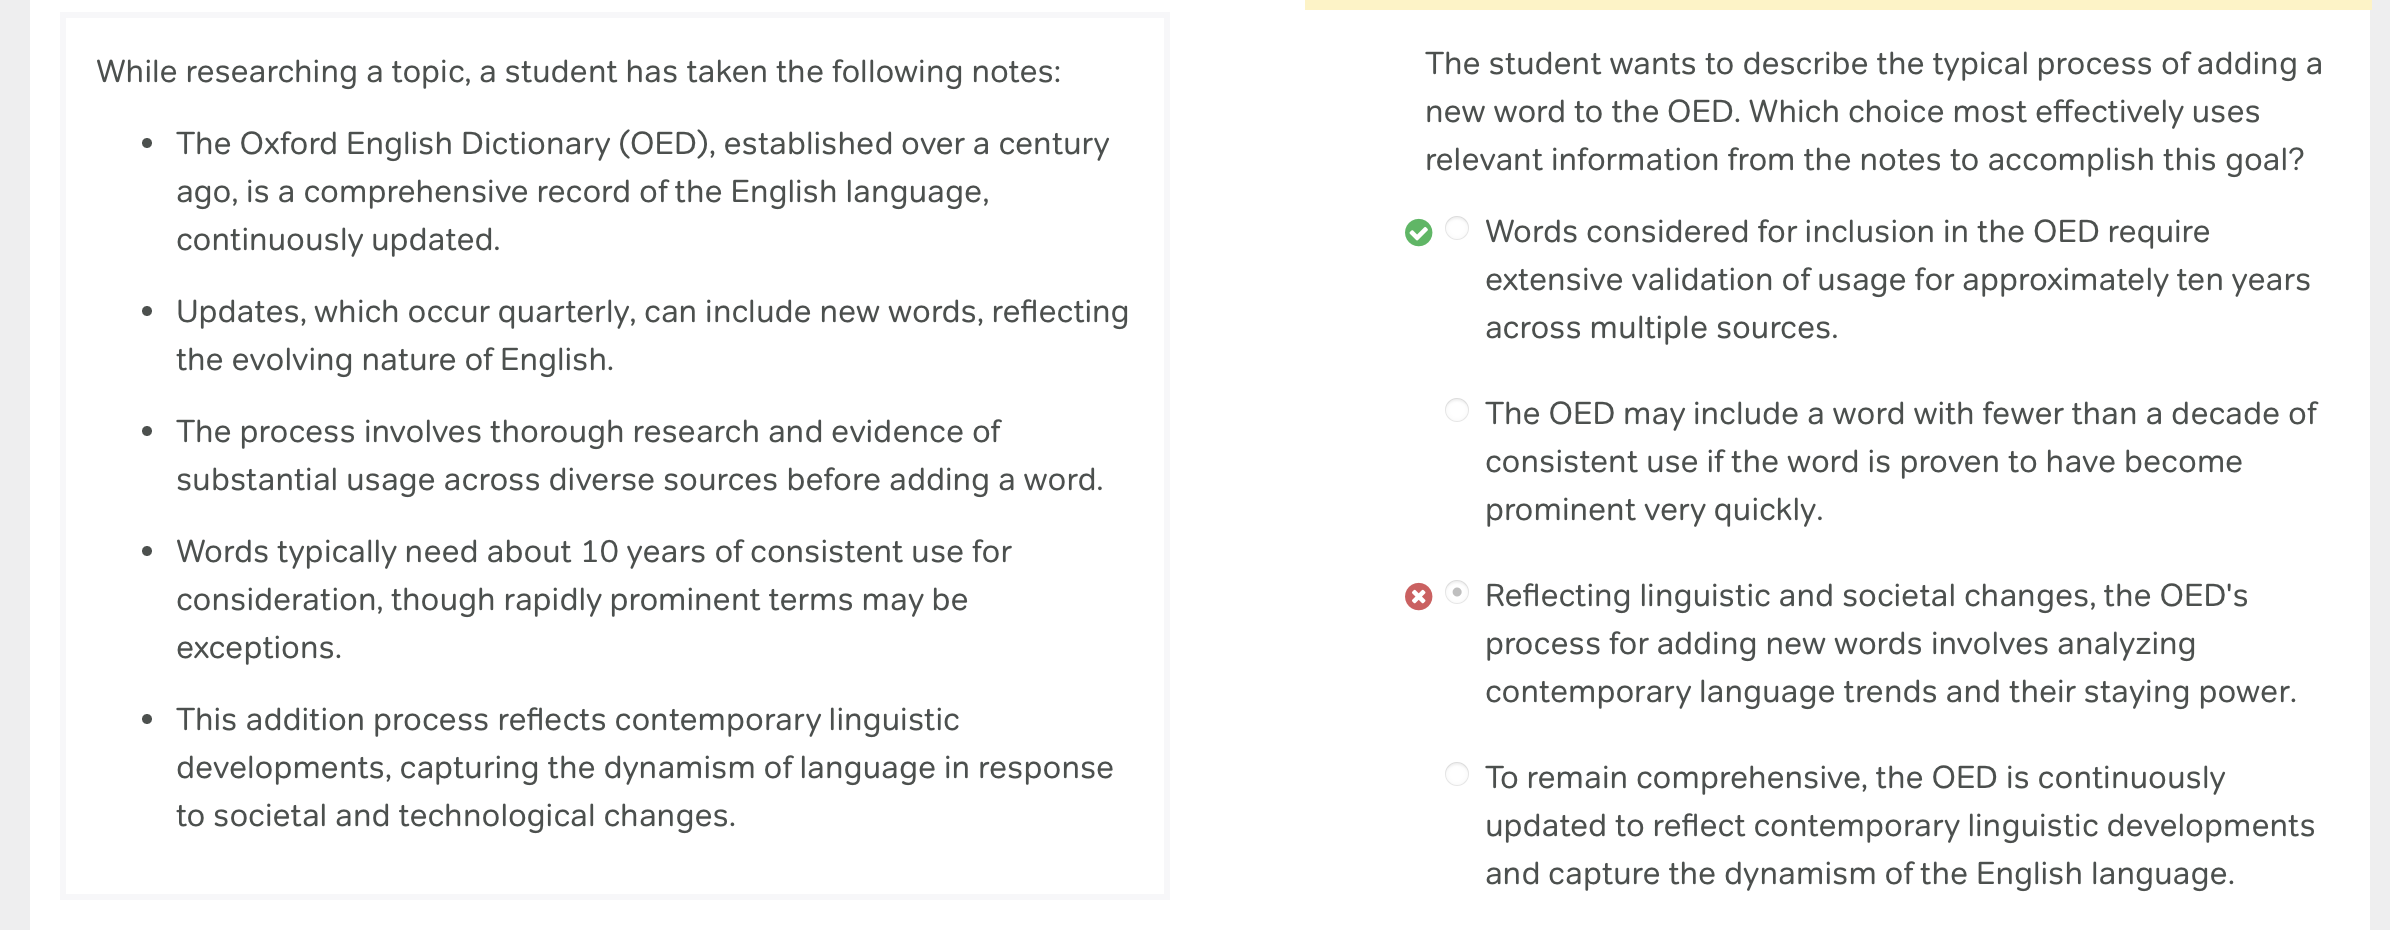 While researching a topic, a student has taken the following notes:
• The Oxford English Dictionary (OED), established over a century
ago, is a comprehensive record of the English language,
continuously updated.
• Updates, which occur quarterly, can include new words, reflecting
the evolving nature of English.
• The process involves thorough research and evidence of
substantial usage across diverse sources before adding a word.
• Words typically need about 10 years of consistent use for
consideration, though rapidly prominent terms may be
exceptions.
• This addition process reflects contemporary linguistic
developments, capturing the dynamism of language in response
to societal and technological changes.
The student wants to describe the typical process of adding a
new word to the OED. Which choice most effectively uses
relevant information from the notes to accomplish this goal?
Words considered for inclusion in the OED require
extensive validation of usage for approximately ten years
across multiple sources.
The OED may include a word with fewer than a decade of
consistent use if the word is proven to have become
prominent very quickly.
Reflecting linguistic and societal changes, the OED's
process for adding new words involves analyzing
contemporary language trends and their staying power.
To remain comprehensive, the OED is continuously
updated to reflect contemporary linguistic developments
and capture the dynamism of the English language.